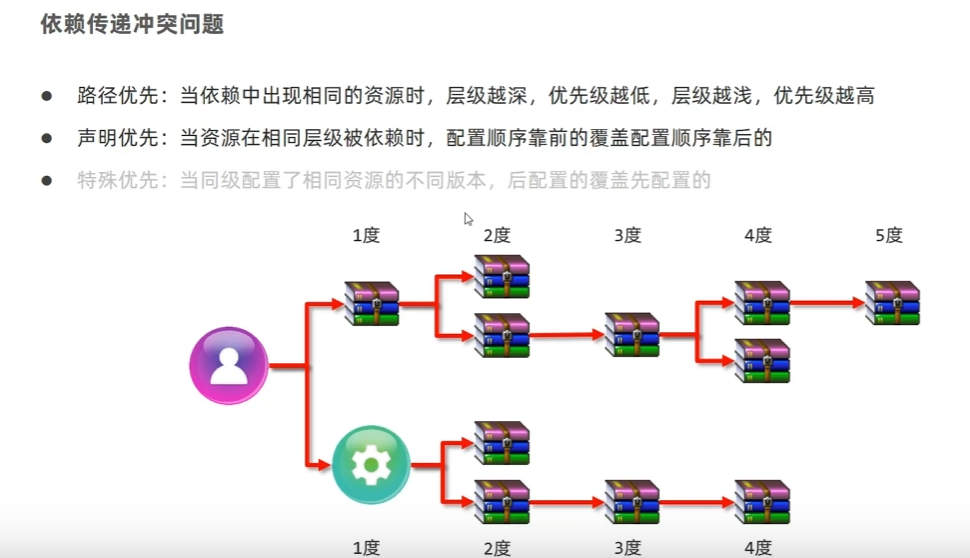 依赖传递冲突问题
● 路径优先：当依赖中出现相同的资源时，层级越深，优先级越低，层级越浅，优先级越高
● 声明优先：当资源在相同层级被依赖时，配置顺序靠前的覆盖配置顺序靠后的
● 特殊优先：当同级配置了相同资源的不同版本，后配置的覆盖先配置的
1度 2度 3度 4度 5度
1度 2度 3度 4度